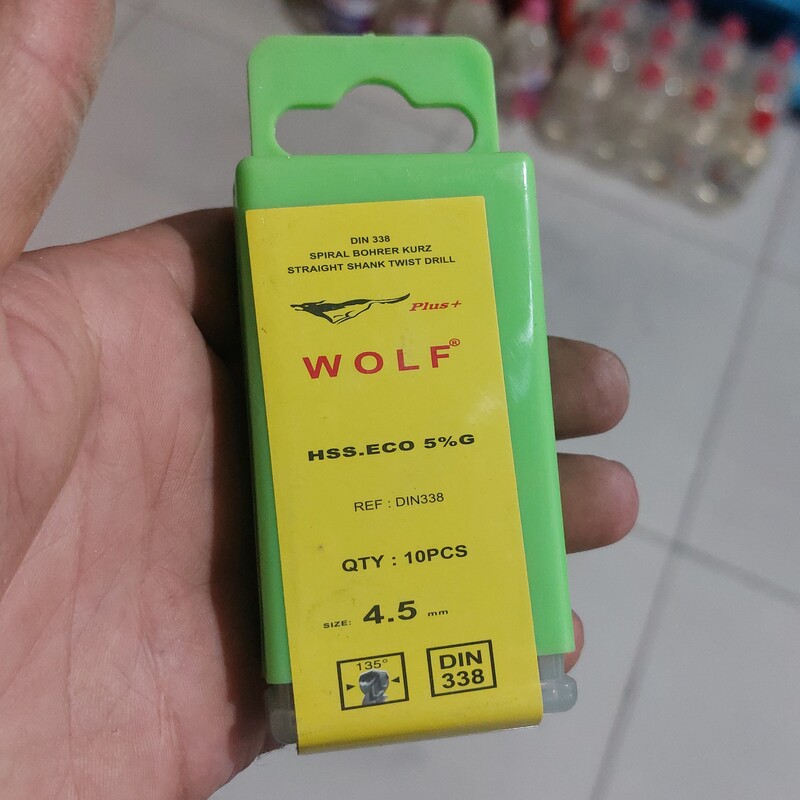 DIN 338
SPIRAL BOHRER KURZ
STRAIGHT SHANK TWIST DRILL
Plus+
WOLF®
HSS.ECO 5%G
REF : DIN338
QTY : 10PCS
SIZE: 4.5 mm
135°
DIN
338